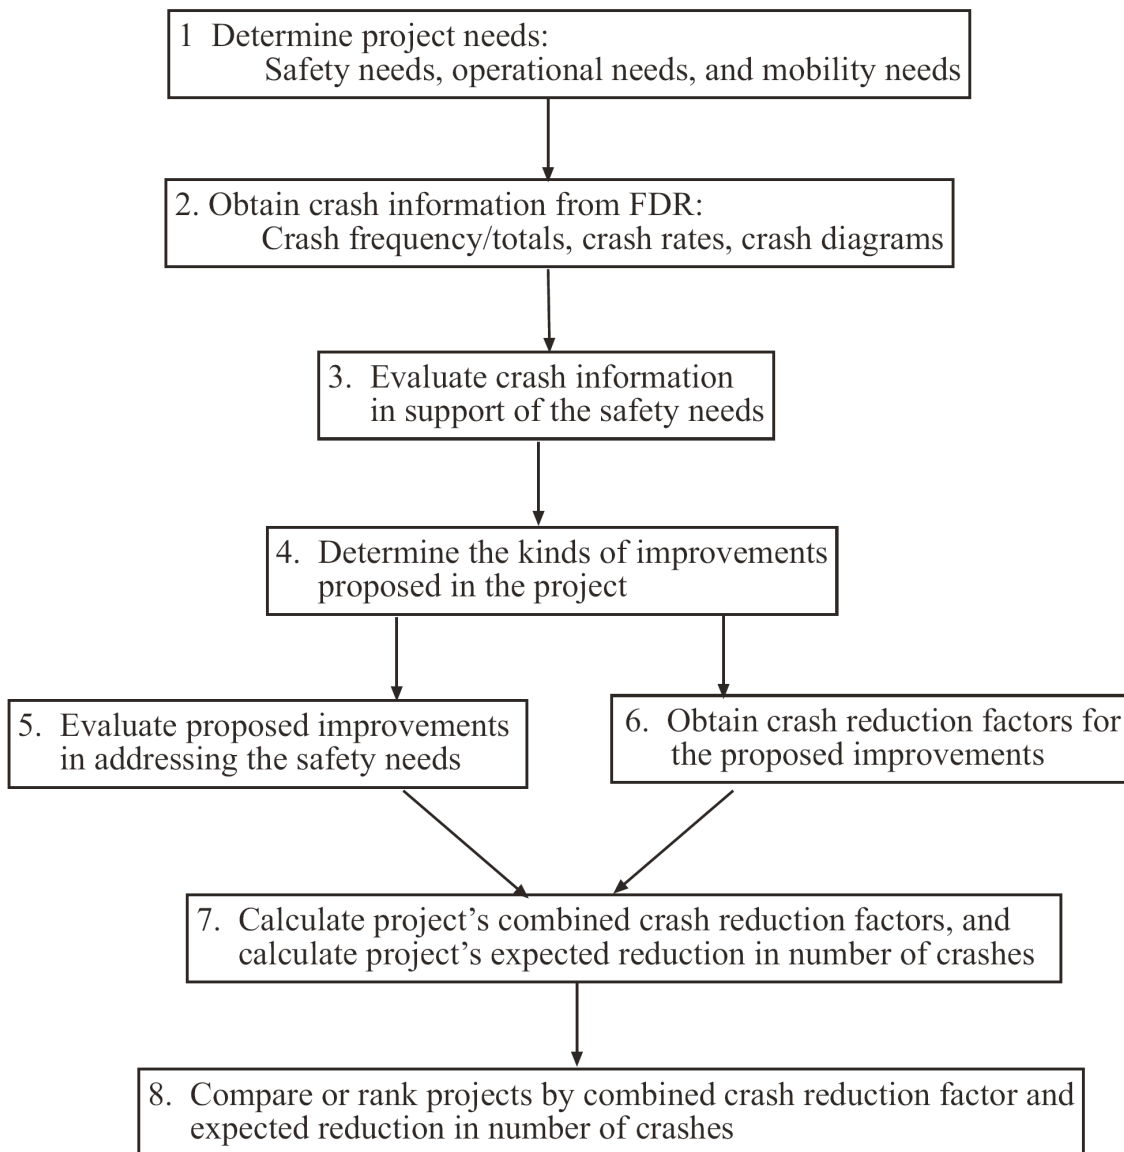 1 Determine project needs:
Safety needs, operational needs, and mobility needs
2. Obtain crash information from FDR:
Crash frequency/totals, crash rates, crash diagrams
3. Evaluate crash information
in support of the safety needs
4. Determine the kinds of improvements
proposed in the project
5. Evaluate proposed improvements
in addressing the safety needs
6. Obtain crash reduction factors for
the proposed improvements
7. Calculate project’s combined crash reduction factors, and
calculate project’s expected reduction in number of crashes
8. Compare or rank projects by combined crash reduction factor and
expected reduction in number of crashes